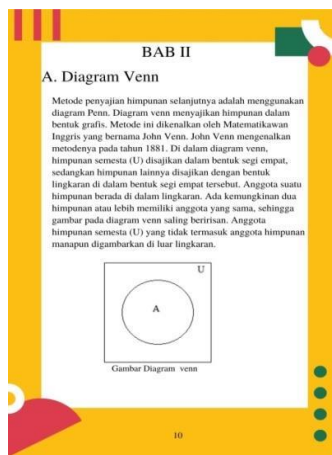 BAB II
A. Diagram Venn
Metode penyajian himpunan selanjutnya adalah menggunakan
diagram Penn. Diagram venn menyajikan himpunan dalam
bentuk grafis. Metode ini dikenalkan oleh Matematikawan
Inggris yang bernama John Venn. John Venn mengenalkan
metodenya pada tahun 1881. Di dalam diagram venn,
himpunan semesta (U) disajikan dalam bentuk segi empat,
sedangkan himpunan lainnya disajikan dengan bentuk
lingkaran di dalam bentuk segi empat tersebut. Anggota suatu
himpunan berada di dalam lingkaran. Ada kemungkinan dua
himpunan atau lebih memiliki anggota yang sama, sehingga
gambar pada diagram venn saling beririsan. Anggota
himpunan semesta (U) yang tidak termasuk anggota himpunan
manapun digambarkan di luar lingkaran.
U
A
Gambar Diagram venn
10